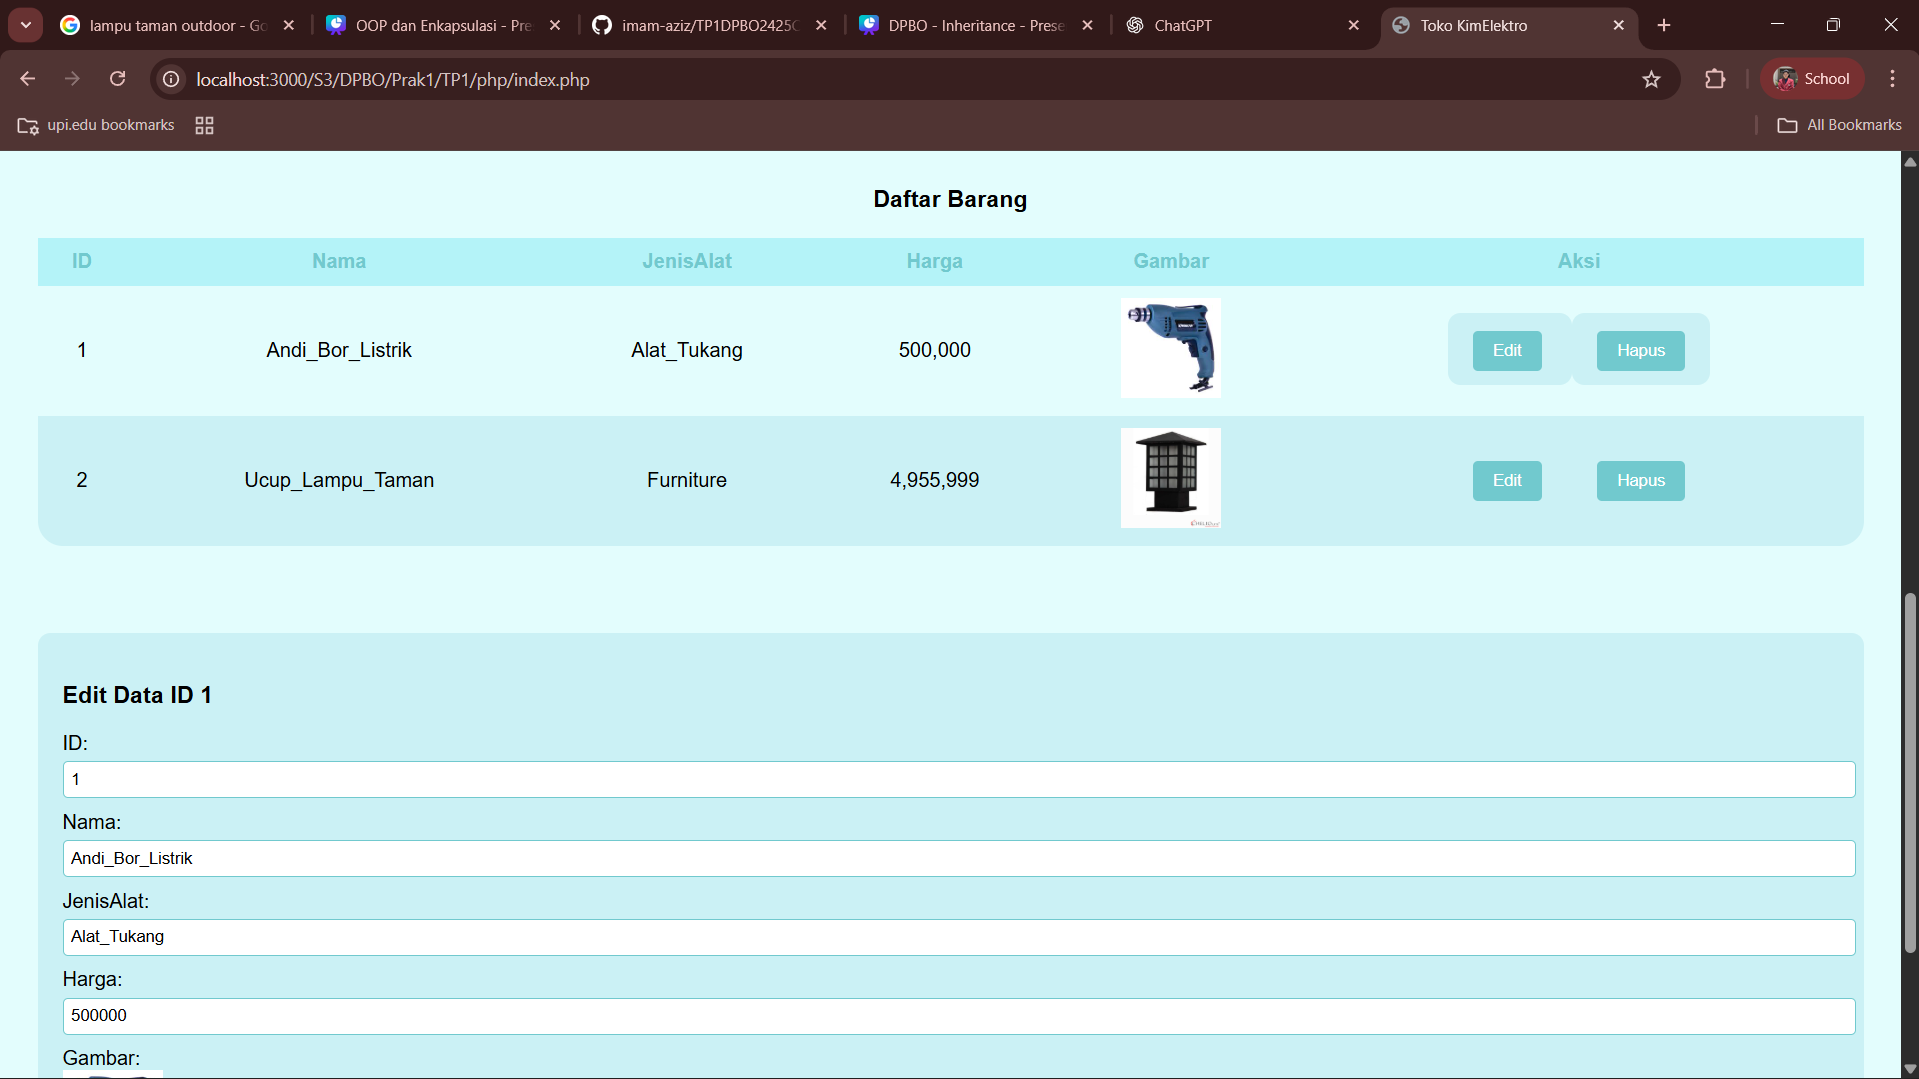 lampu taman outdoor - Go
OOP dan Enkapsulasi - Pre
imam-aziz/TP1DPBO2425C
DPBO - Inheritance - Prese
ChatGPT
Toko KimElektro
localhost:3000/S3/DPBO/Prak1/TP1/php/index.php
School
upi.edu bookmarks
All Bookmarks
Daftar Barang
ID Nama JenisAlat Harga Gambar Aksi
1 Andi_Bor_Listrik Alat_Tukang 500,000 Edit Hapus
2 Ucup_Lampu_Taman Furniture 4,955,999 Edit Hapus
Edit Data ID 1
ID:
1
Nama:
Andi_Bor_Listrik
JenisAlat:
Alat_Tukang
Harga:
500000
Gambar: